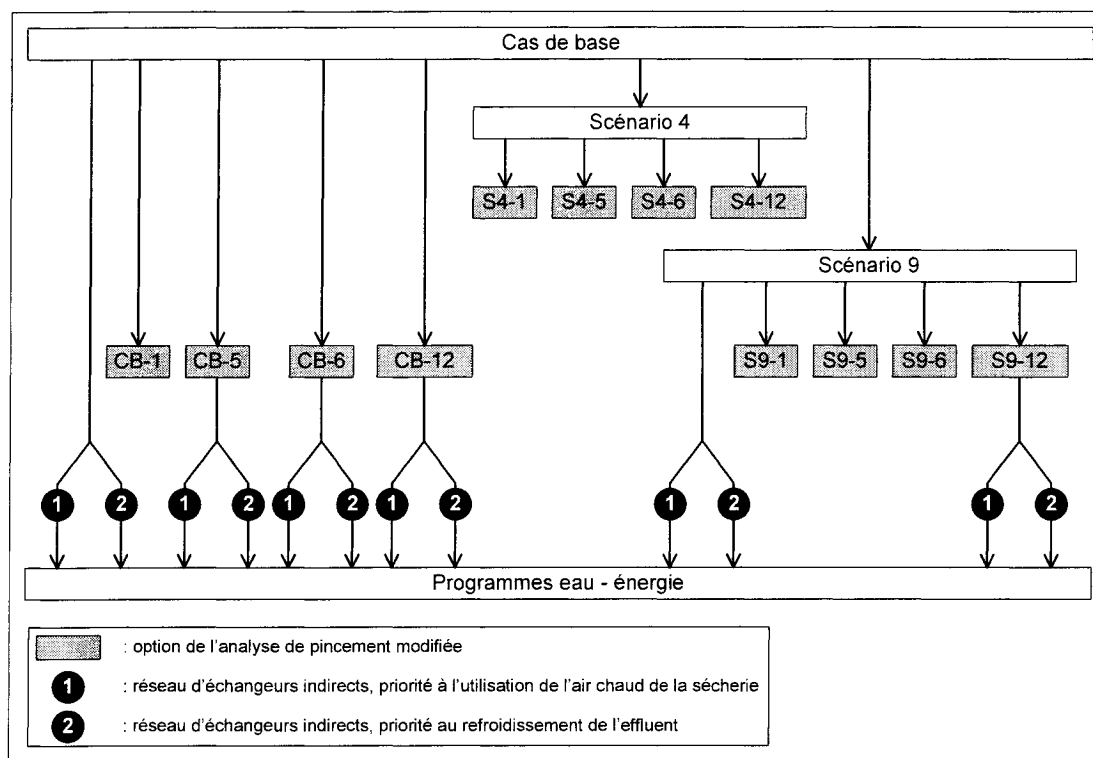 Cas de base
Scénario 4
S4-1 S4-5 S4-6 S4-12
Scénario 9
CB-1 CB-5 CB-6 CB-12 S9-1 S9-5 S9-6 S9-12
1 2 1 2 1 2 1 2 1 2 1 2
Programmes eau - énergie
: option de l'analyse de pincement modifiée
1 : réseau d'échangeurs indirects, priorité à l'utilisation de l'air chaud de la sécherie
2 : réseau d'échangeurs indirects, priorité au refroidissement de l'effluent